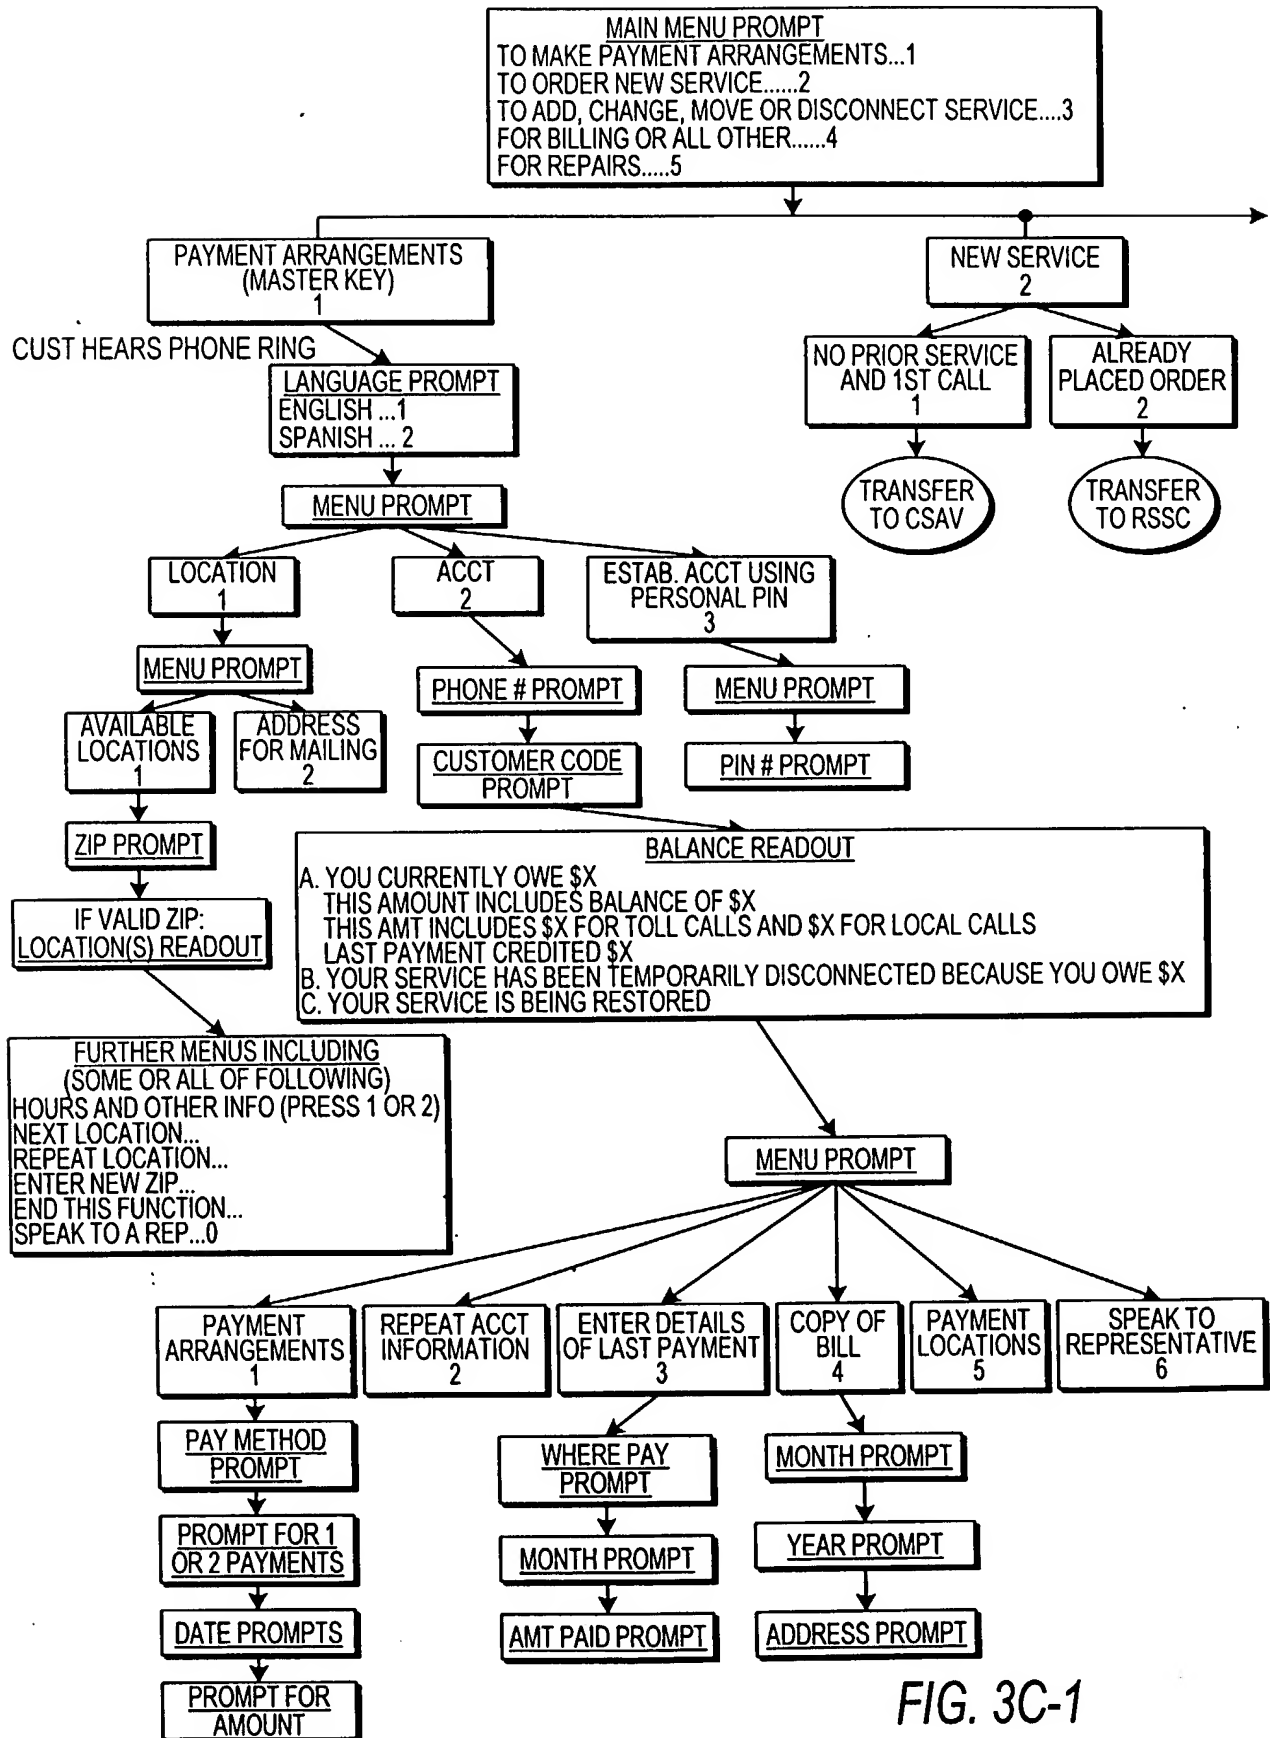 MAIN MENU PROMPT
TO MAKE PAYMENT ARRANGEMENTS...1
TO ORDER NEW SERVICE......2
TO ADD, CHANGE, MOVE OR DISCONNECT SERVICE....3
FOR BILLING OR ALL OTHER......4
FOR REPAIRS.....5
PAYMENT ARRANGEMENTS
(MASTER KEY)
1
NEW SERVICE
2
CUST HEARS PHONE RING
LANGUAGE PROMPT
ENGLISH ...1
SPANISH ... 2
NO PRIOR SERVICE
AND 1ST CALL
1
ALREADY
PLACED ORDER
2
MENU PROMPT
TRANSFER
TO CSAV
TRANSFER
TO RSSC
LOCATION
1
ACCT
2
ESTAB. ACCT USING
PERSONAL PIN
3
MENU PROMPT
PHONE # PROMPT
MENU PROMPT
AVAILABLE
LOCATIONS
1
ADDRESS
FOR MAILING
2
CUSTOMER CODE
PROMPT
PIN # PROMPT
ZIP PROMPT
IF VALID ZIP:
LOCATION(S) READOUT
BALANCE READOUT
A. YOU CURRENTLY OWE $X
THIS AMOUNT INCLUDES BALANCE OF $X
THIS AMT INCLUDES $X FOR TOLL CALLS AND $X FOR LOCAL CALLS
LAST PAYMENT CREDITED $X
B. YOUR SERVICE HAS BEEN TEMPORARILY DISCONNECTED BECAUSE YOU OWE $X
C. YOUR SERVICE IS BEING RESTORED
FURTHER MENUS INCLUDING
(SOME OR ALL OF FOLLOWING)
HOURS AND OTHER INFO (PRESS 1 OR 2)
NEXT LOCATION...
REPEAT LOCATION...
ENTER NEW ZIP...
END THIS FUNCTION...
SPEAK TO A REP...0
MENU PROMPT
PAYMENT
ARRANGEMENTS
1
REPEAT ACCT
INFORMATION
2
ENTER DETAILS
OF LAST PAYMENT
3
COPY OF
BILL
4
PAYMENT
LOCATIONS
5
SPEAK TO
REPRESENTATIVE
6
PAY METHOD
PROMPT
PROMPT FOR 1
OR 2 PAYMENTS
DATE PROMPTS
PROMPT FOR
AMOUNT
WHERE PAY
PROMPT
MONTH PROMPT
AMT PAID PROMPT
MONTH PROMPT
YEAR PROMPT
ADDRESS PROMPT
FIG. 3C-1